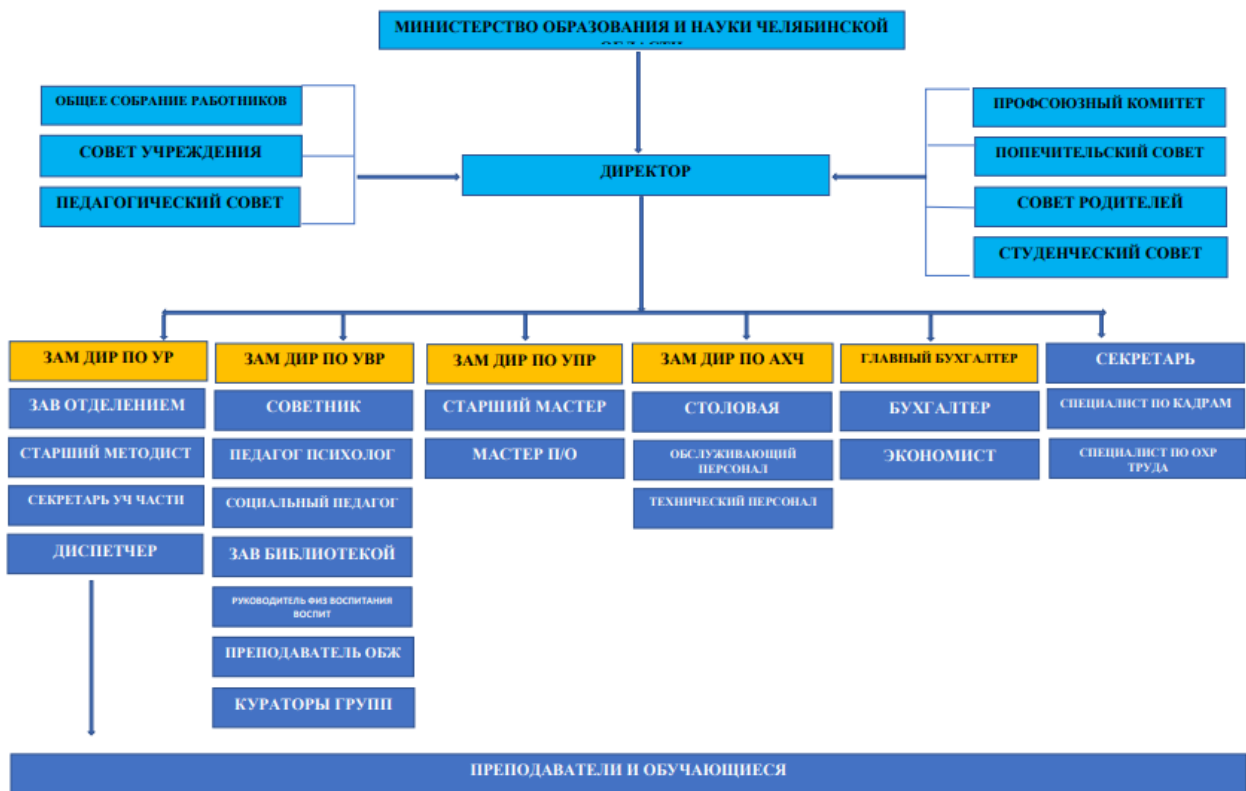 МИНИСТЕРСТВО ОБРАЗОВАНИЯ И НАУКИ ЧЕЛЯБИНСКОЙ
ОБЛАСТИ
ОБЩЕЕ СОБРАНИЕ РАБОТНИКОВ
СОВЕТ УЧРЕЖДЕНИЯ
ПЕДАГОГИЧЕСКИЙ СОВЕТ
ДИРЕКТОР
ПРОФСОЮЗНЫЙ КОМИТЕТ
ПОПЕЧИТЕЛЬСКИЙ СОВЕТ
СОВЕТ РОДИТЕЛЕЙ
СТУДЕНЧЕСКИЙ СОВЕТ
ЗАМ ДИР ПО УР
ЗАВ ОТДЕЛЕНИЕМ
СТАРШИЙ МЕТОДИСТ
СЕКРЕТАРЬ УЧ ЧАСТИ
ДИСПЕТЧЕР
ЗАМ ДИР ПО УВР
СОВЕТНИК
ПЕДАГОГ ПСИХОЛОГ
СОЦИАЛЬНЫЙ ПЕДАГОГ
ЗАВ БИБЛИОТЕКОЙ
РУКОВОДИТЕЛЬ ФИЗ ВОСПИТАНИЯ
ВОСПИТ
ПРЕПОДАВАТЕЛЬ ОБЖ
КУРАТОРЫ ГРУПП
ЗАМ ДИР ПО УПР
СТАРШИЙ МАСТЕР
МАСТЕР П/О
ЗАМ ДИР ПО АХЧ
СТОЛОВАЯ
ОБСЛУЖИВАЮЩИЙ
ПЕРСОНАЛ
ТЕХНИЧЕСКИЙ ПЕРСОНАЛ
ГЛАВНЫЙ БУХГАЛТЕР
БУХГАЛТЕР
ЭКОНОМИСТ
СЕКРЕТАРЬ
СПЕЦИАЛИСТ ПО КАДРАМ
СПЕЦИАЛИСТ ПО ОХР
ТРУДА
ПРЕПОДАВАТЕЛИ И ОБУЧАЮЩИЕСЯ